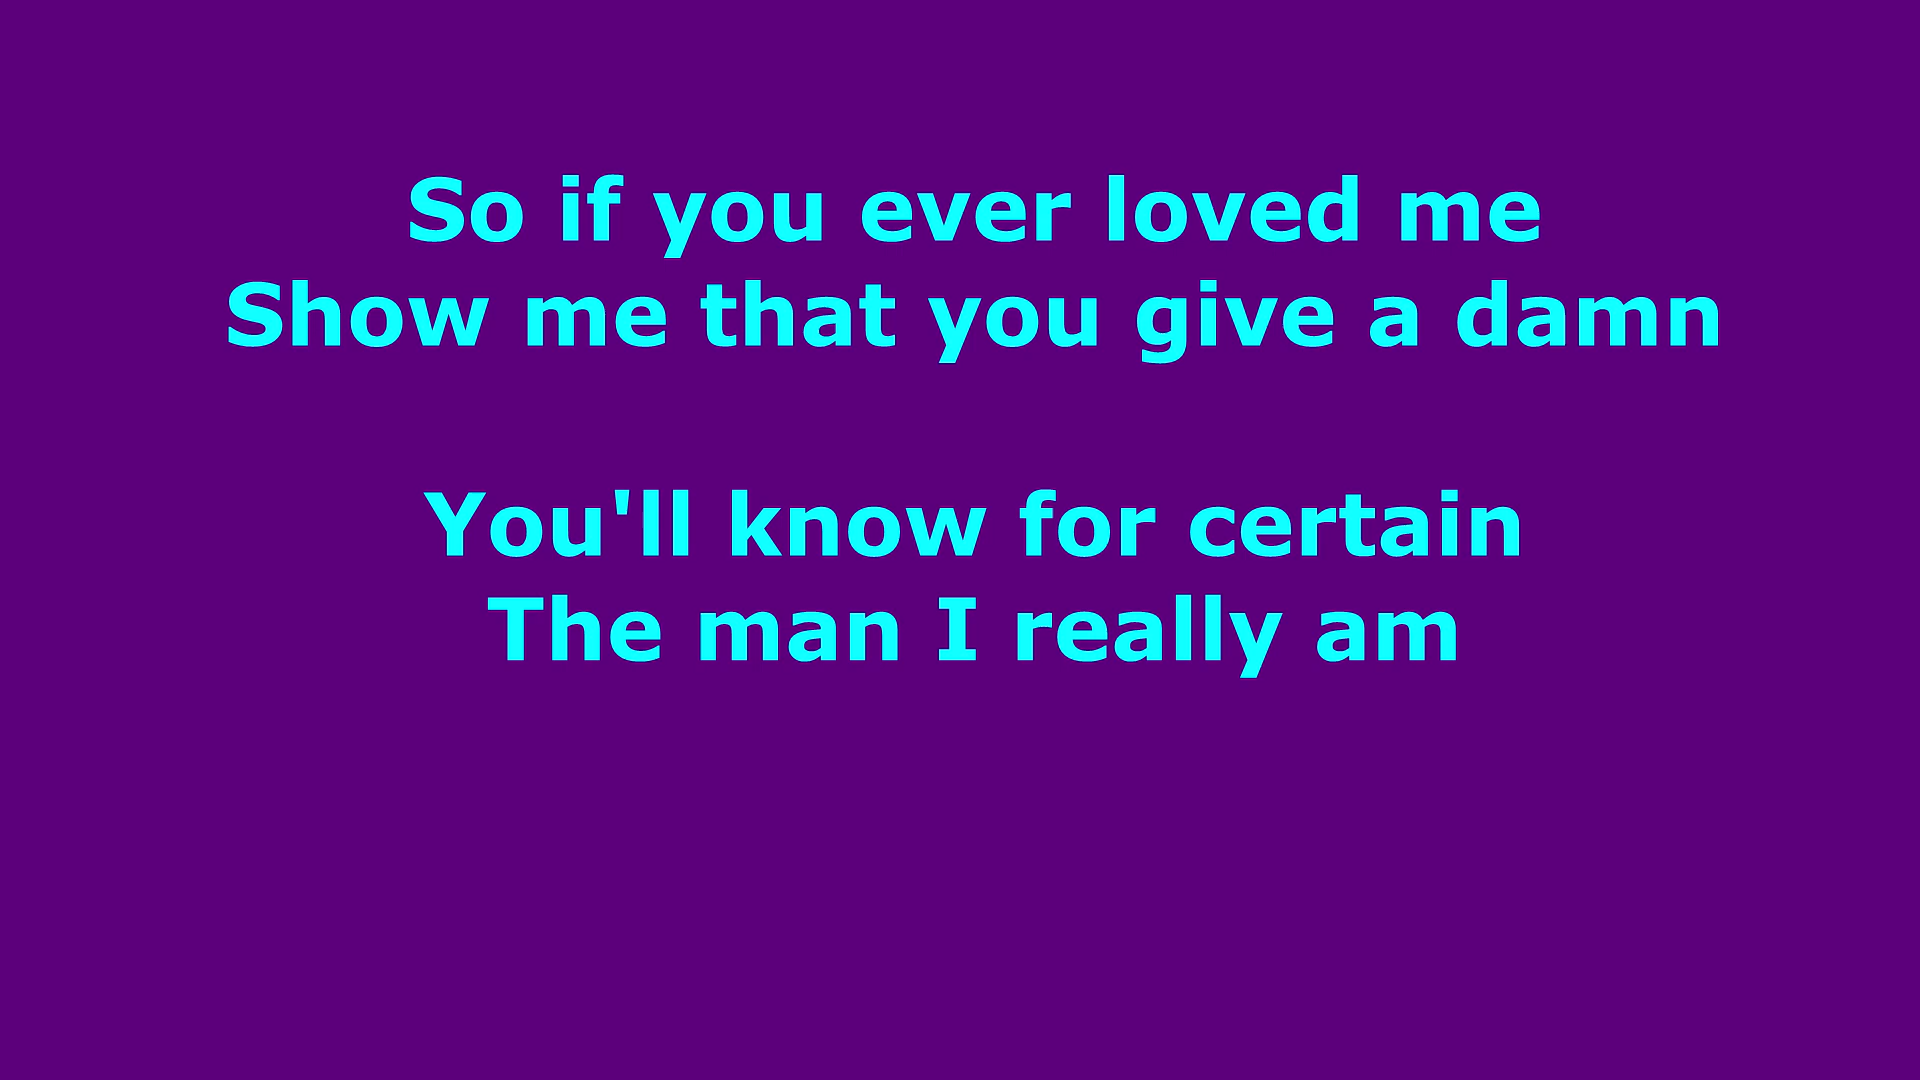 So if you ever loved me
Show me that you give a damn
You'll know for certain
The man I really am